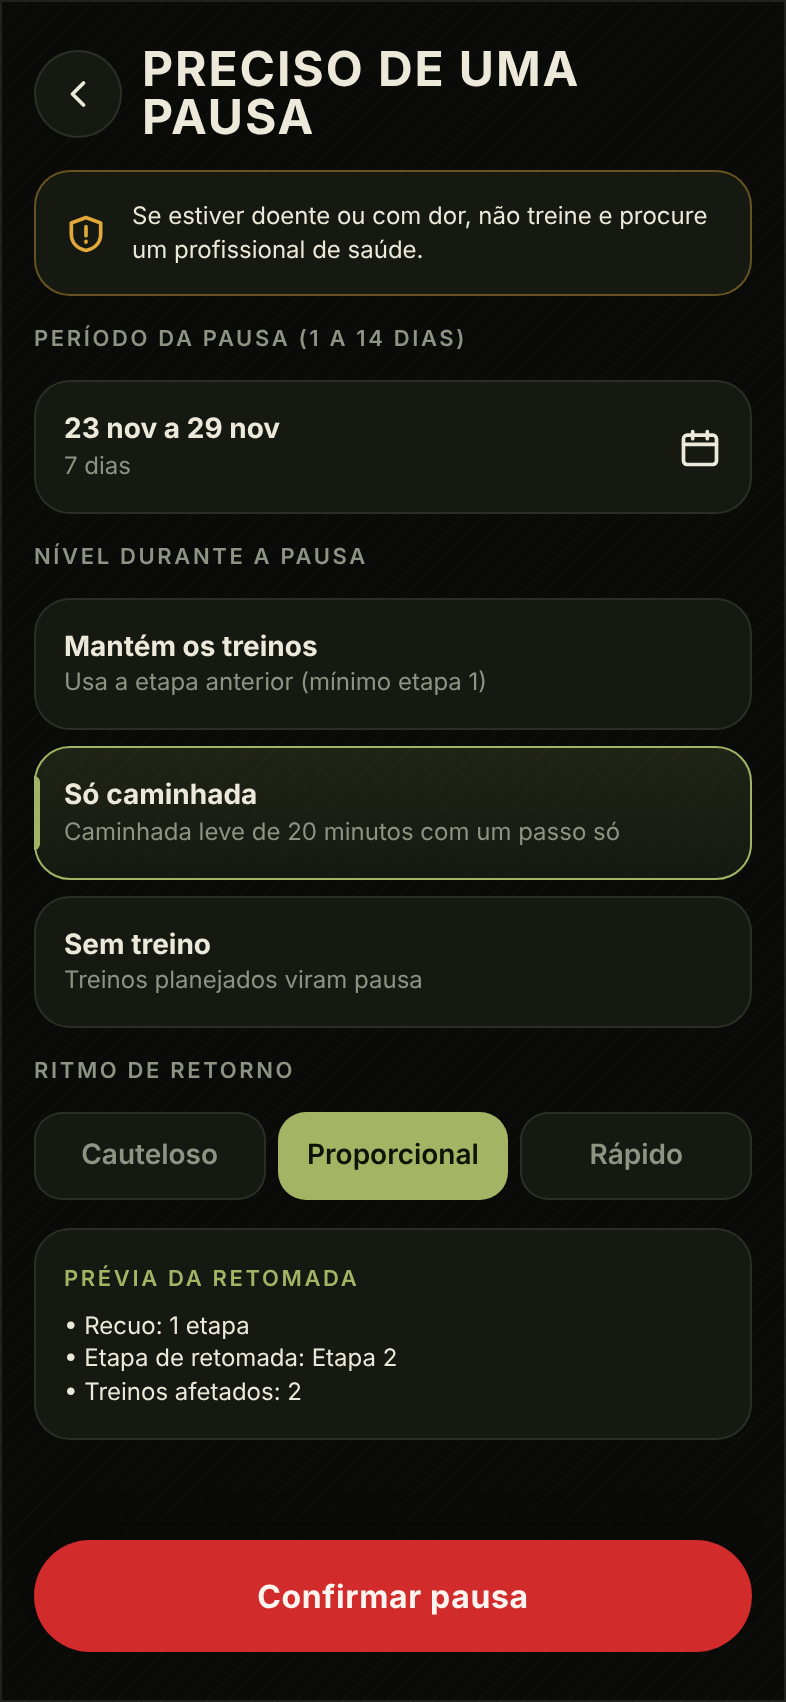 PRECISO DE UMA
PAUSA
Se estiver doente ou com dor, não treine e procure
um profissional de saúde.
PERÍODO DA PAUSA (1 A 14 DIAS)
23 nov a 29 nov
7 dias
NÍVEL DURANTE A PAUSA
Mantém os treinos
Usa a etapa anterior (mínimo etapa 1)
Só caminhada
Caminhada leve de 20 minutos com um passo só
Sem treino
Treinos planejados viram pausa
RITMO DE RETORNO
Cauteloso
Proporcional
Rápido
PRÉVIA DA RETOMADA
• Recuo: 1 etapa
• Etapa de retomada: Etapa 2
• Treinos afetados: 2
Confirmar pausa